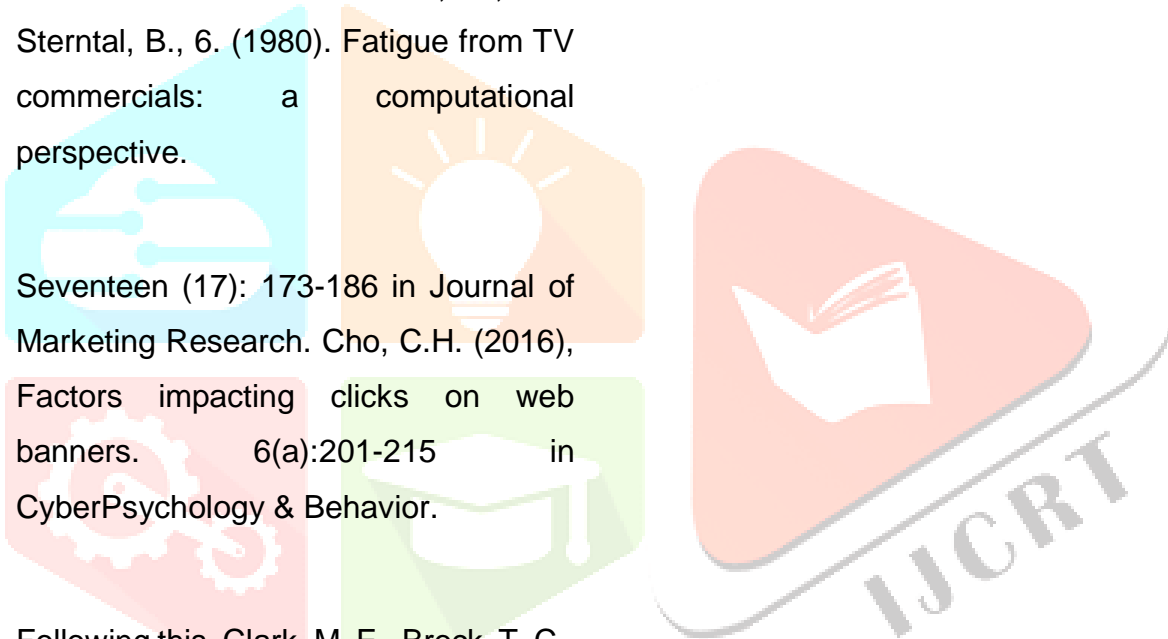 Sterntal, B., 6. (1980). Fatigue from TV
commercials: a computational
perspective.
Seventeen (17): 173-186 in Journal of
Marketing Research. Cho, C.H. (2016),
Factors impacting clicks on web
banners. 6(a):201-215 in
CyberPsychology & Behavior.
Following this, Clark, M. E., Brock, T. C.,
IJCRT